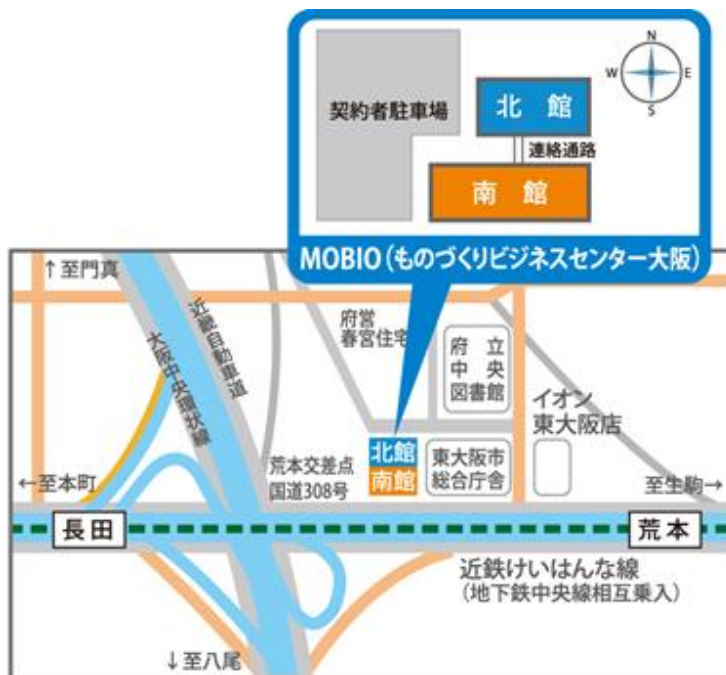 N
W
E
S
契約者駐車場
北館
連絡通路
南館
MOBIO(ものづくりビジネスセンター大阪)
↑至門真
近畿自動車道
大阪中央環状線
府営
春宮住宅
府立
中央
図書館
イオン
東大阪店
荒本交差点
国道308号
北館
南館
東大阪市
総合庁舎
←至本町
至生駒→
長田
荒本
近鉄けいはんな線
(地下鉄中央線相互乗入)
↓至八尾